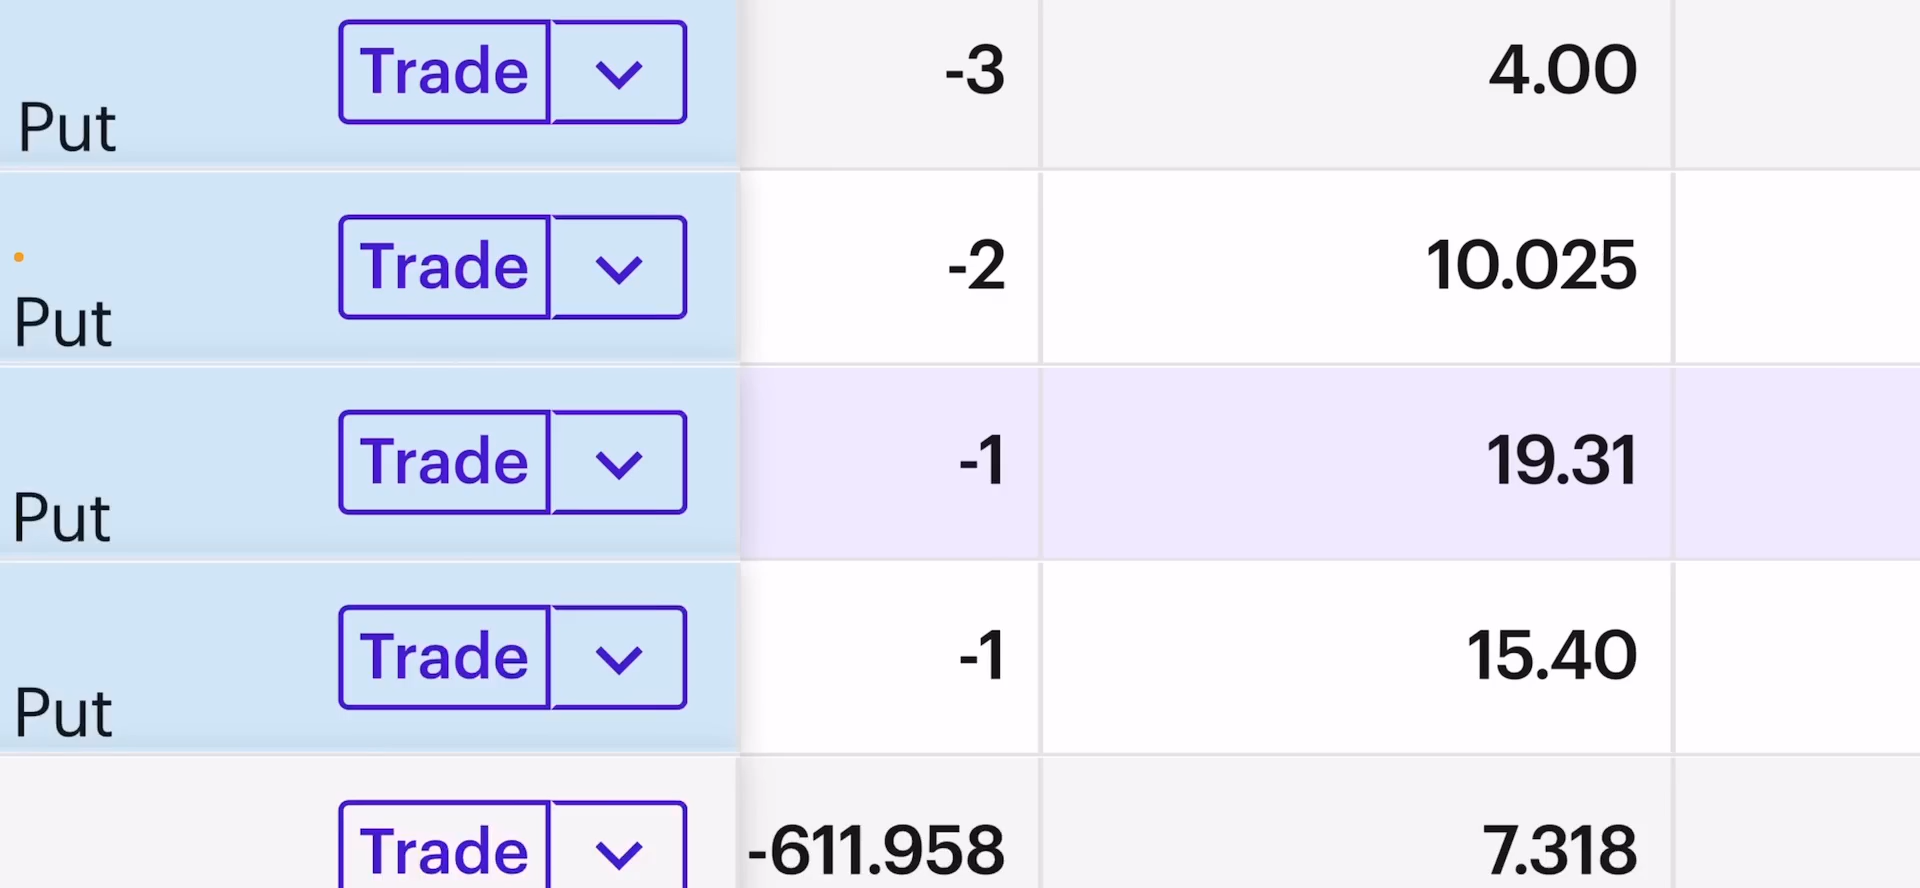 Trade -3 4.00
Put
Trade -2 10.025
Put
Trade -1 19.31
Put
Trade -1 15.40
Put
Trade -611.958 7.318